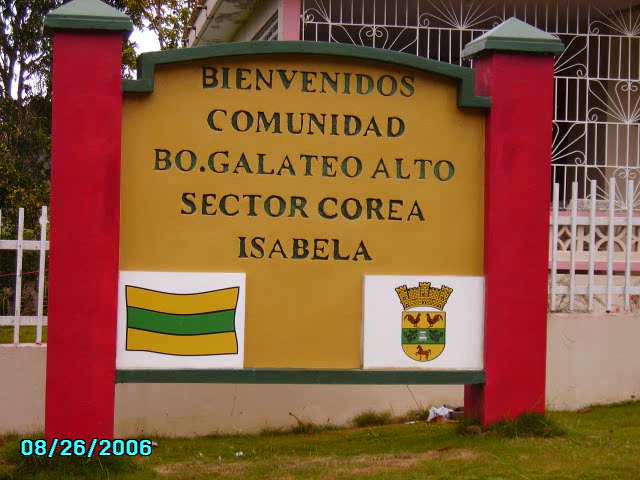 BIENVENIDOS
COMUNIDAD
BO.GALATEO ALTO
SECTOR COREA
ISABELA
08/26/2006